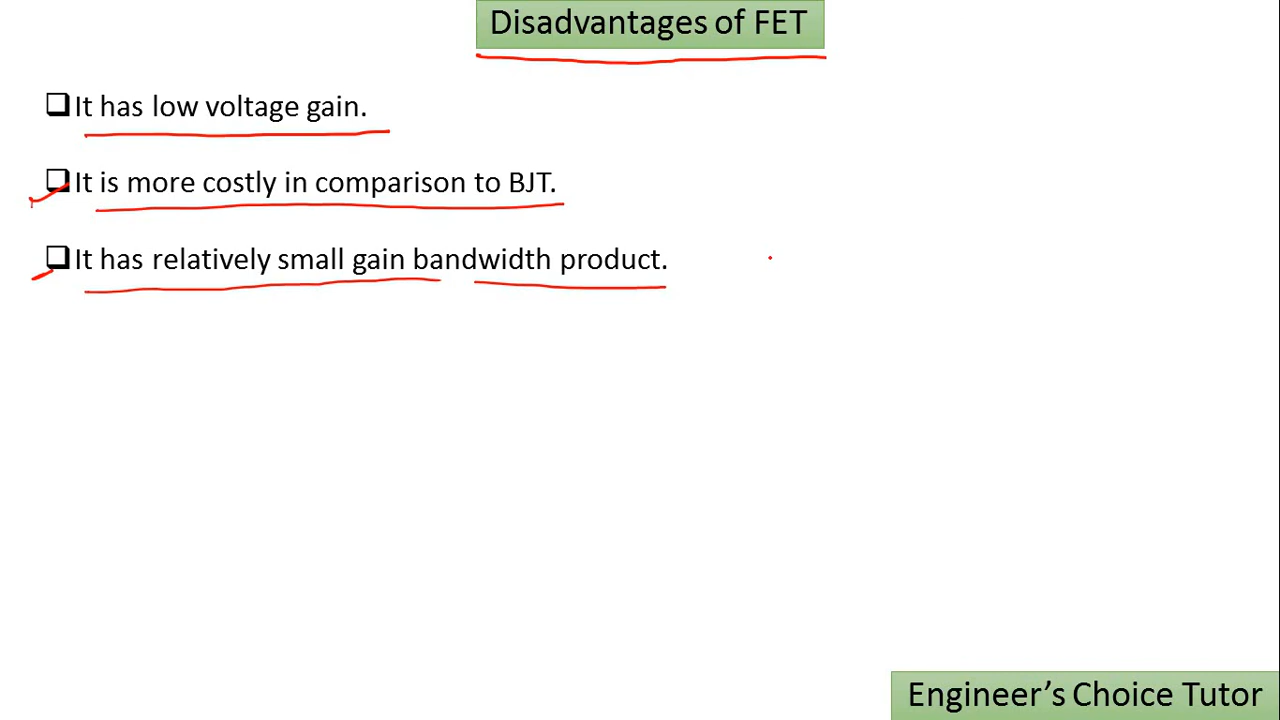 Disadvantages of FET
It has low voltage gain.
It is more costly in comparison to BJT.
It has relatively small gain bandwidth product.
Engineer's Choice Tutor